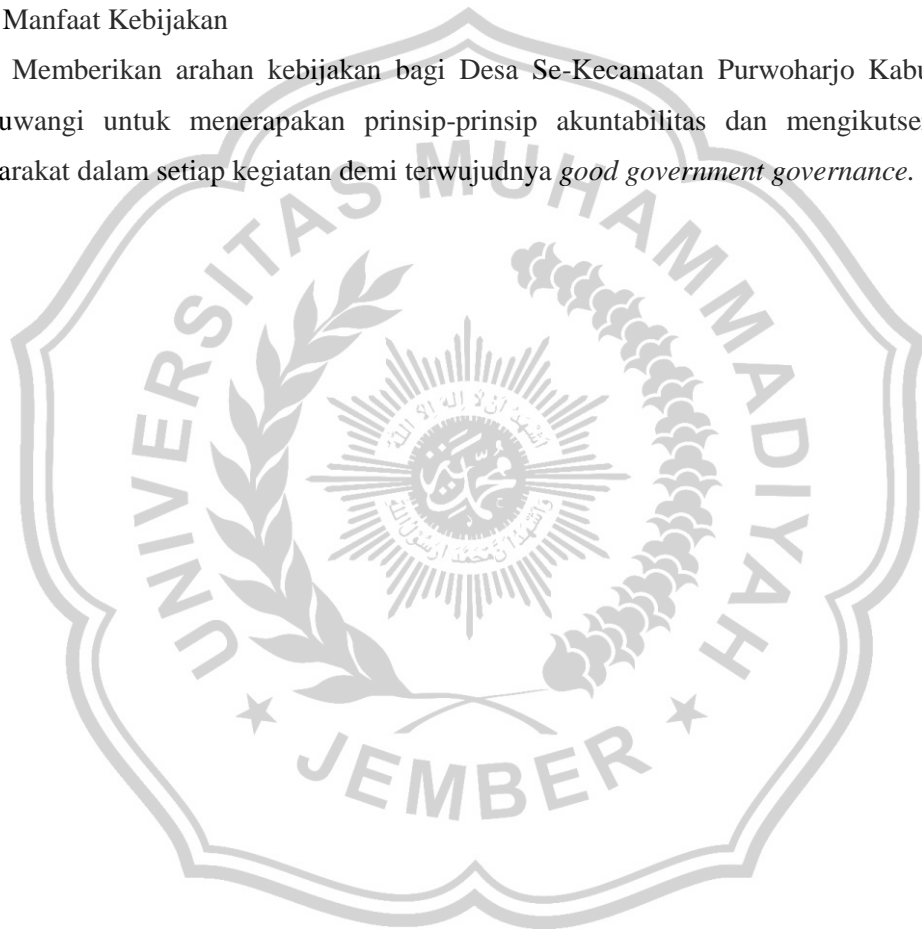 Manfaat Kebijakan
Memberikan arahan kebijakan bagi Desa Se-Kecamatan Purwoharjo Kabu
uwangi untuk menerapakan prinsip-prinsip akuntabilitas dan mengikutse
arakat dalam setiap kegiatan demi terwujudnya good government governance.
UNIVERSITAS MUHAMMADIYAH
JEMBER